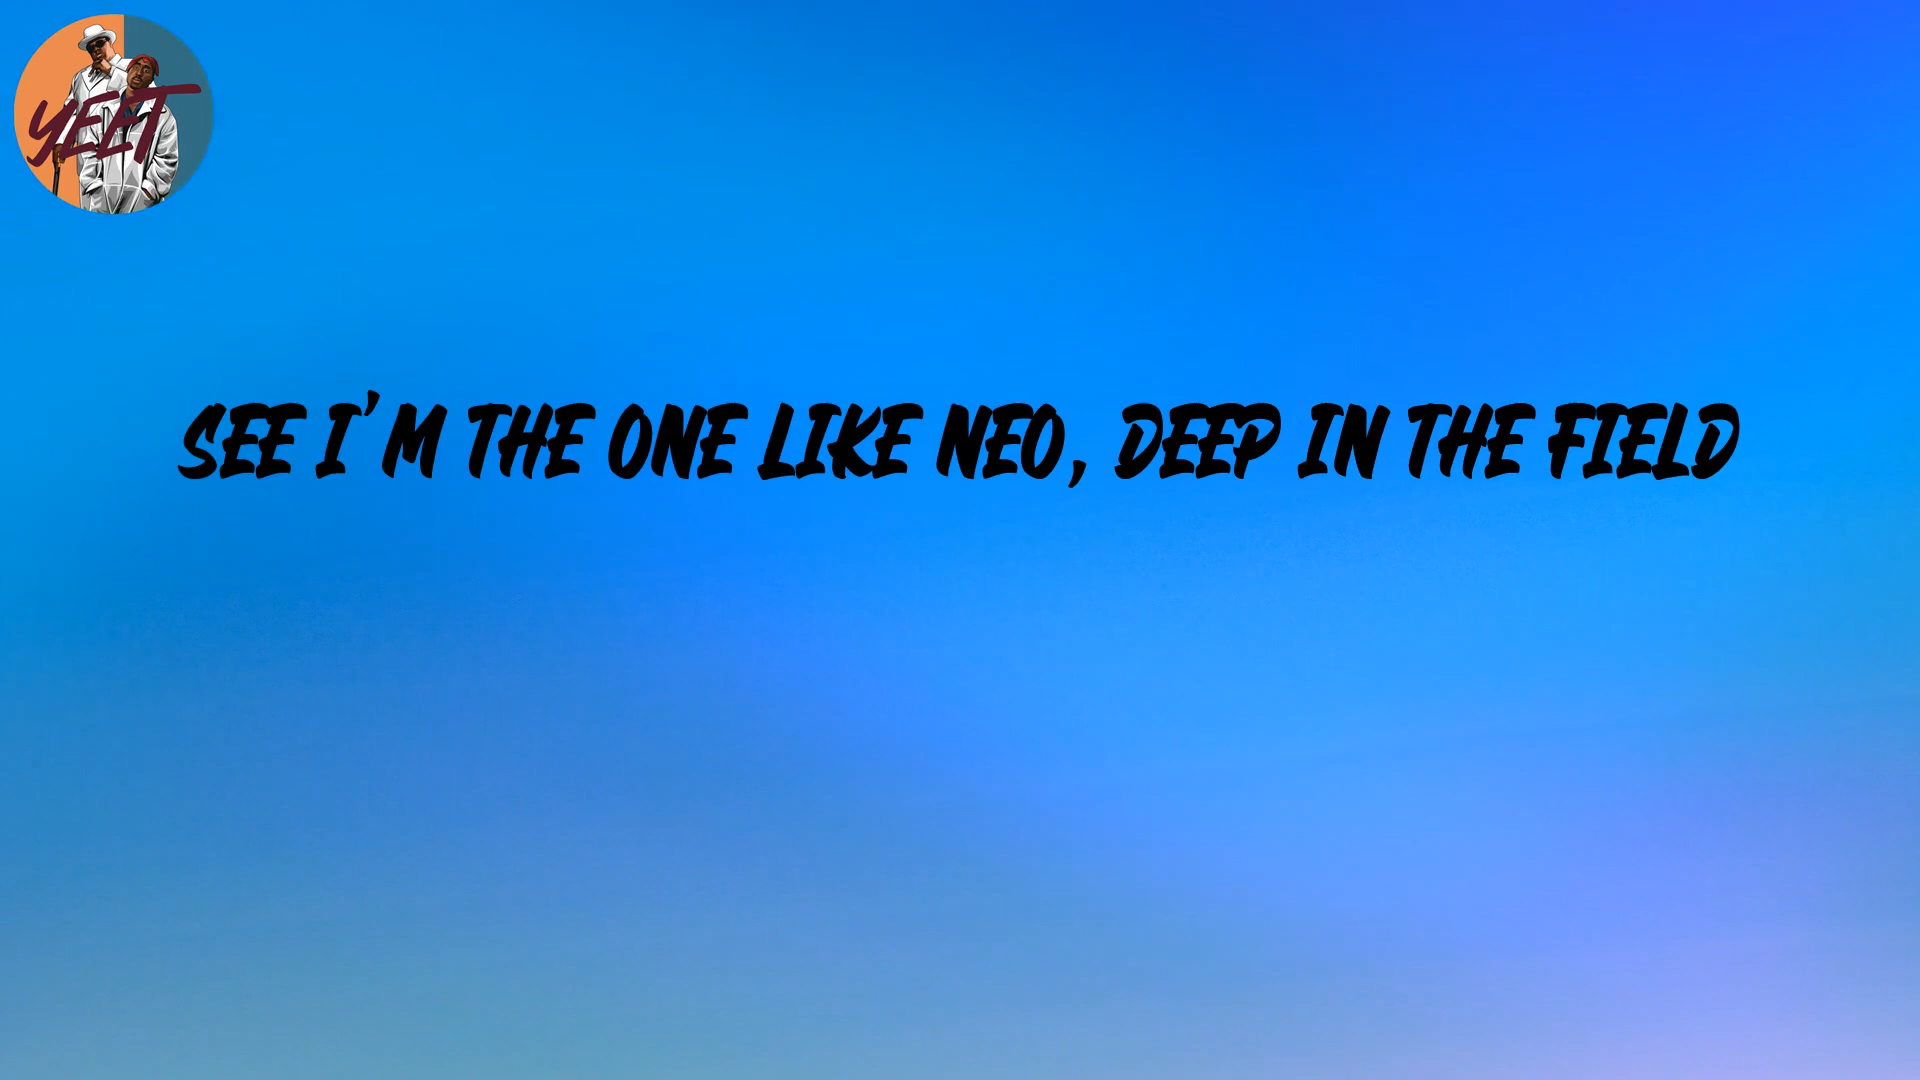 YEET
SEE I'M THE ONE LIKE NEO, DEEP IN THE FIELD